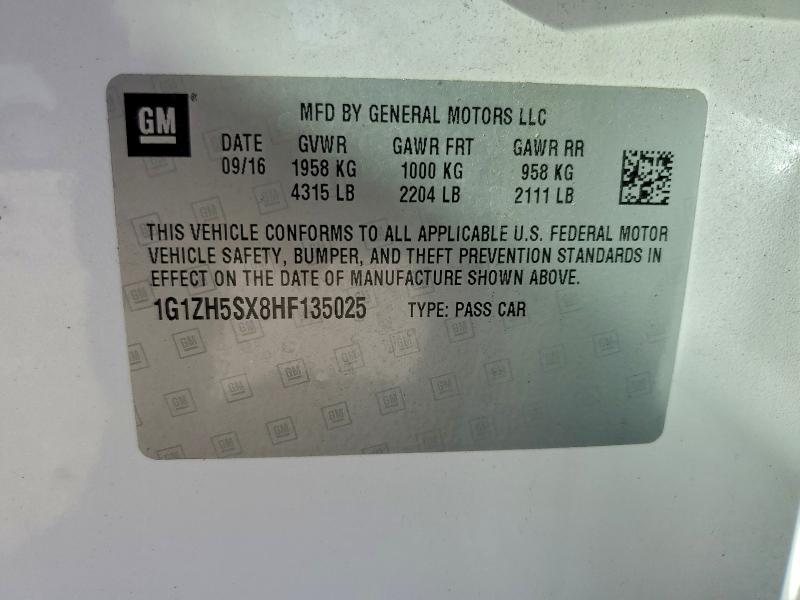 GM
MFD BY GENERAL MOTORS LLC
DATE GVWR GAWR FRT GAWR RR
09/16 1958 KG 1000 KG 958 KG
4315 LB 2204 LB 2111 LB
THIS VEHICLE CONFORMS TO ALL APPLICABLE U.S. FEDERAL MOTOR
VEHICLE SAFETY, BUMPER, AND THEFT PREVENTION STANDARDS IN
EFFECT ON THE DATE OF MANUFACTURE SHOWN ABOVE.
1G1ZH5SX8HF135025 TYPE: PASS CAR